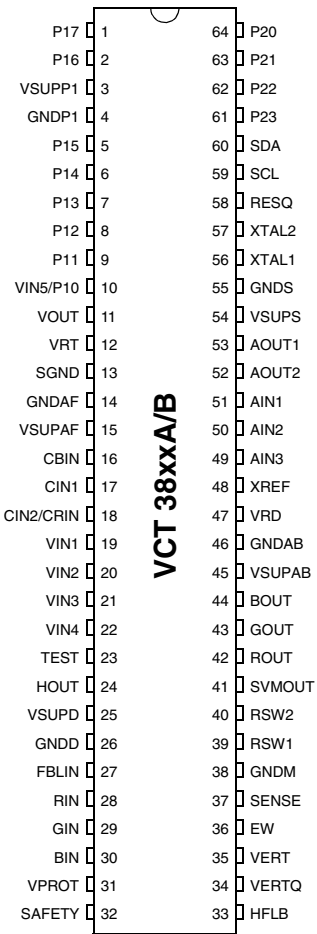 P17 1 64 P20
P16 2 63 P21
VSUPP1 3 62 P22
GNDP1 4 61 P23
P15 5 60 SDA
P14 6 59 SCL
P13 7 58 RESQ
P12 8 57 XTAL2
P11 9 56 XTAL1
VIN5/P10 10 55 GNDS
VOUT 11 54 VSUPS
VRT 12 53 AOUT1
SGND 13 52 AOUT2
GNDAF 14 51 AIN1
VSUPAF 15 50 AIN2
CBIN 16 49 AIN3
CIN1 17 48 XREF
CIN2/CRIN 18 47 VRD
VIN1 19 46 GNDAB
VIN2 20 45 VSUPAB
VIN3 21 44 BOUT
VIN4 22 43 GOUT
TEST 23 42 ROUT
HOUT 24 41 SVMOUT
VSUPD 25 40 RSW2
GNDD 26 39 RSW1
FBLIN 27 38 GNDM
RIN 28 37 SENSE
GIN 29 36 EW
BIN 30 35 VERT
VPROT 31 34 VERTQ
SAFETY 32 33 HFLB
VCT 38xxA/B